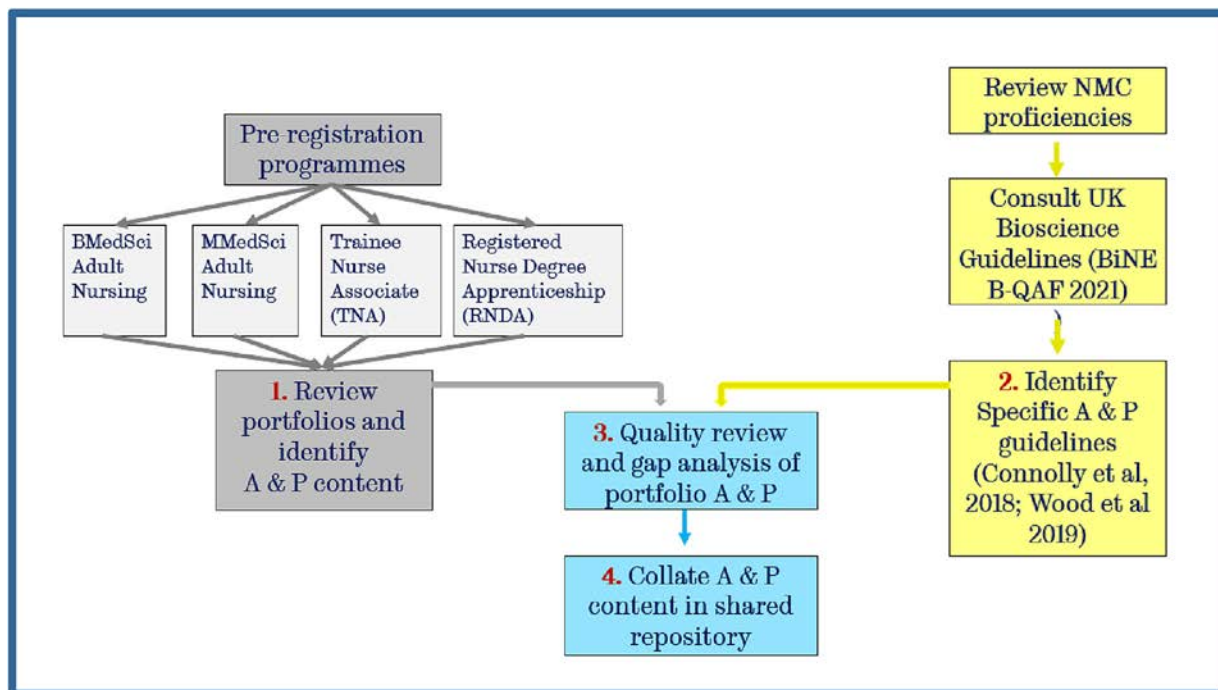 Pre-registration
programmes
BMedSci
Adult
Nursing
MMedSci
Adult
Nursing
Trainee
Nurse
Associate
(TNA)
Registered
Nurse Degree
Apprenticeship
(RNDA)
1. Review
portfolios and
identify
A & P content
Review NMC
proficiencies
Consult UK
Bioscience
Guidelines (BiNE
B-QAF 2021)
)
2. Identify
Specific A & P
guidelines
(Connolly et al,
2018; Wood et al
2019)
3. Quality review
and gap analysis of
portfolio A & P
4. Collate A & P
content in shared
repository